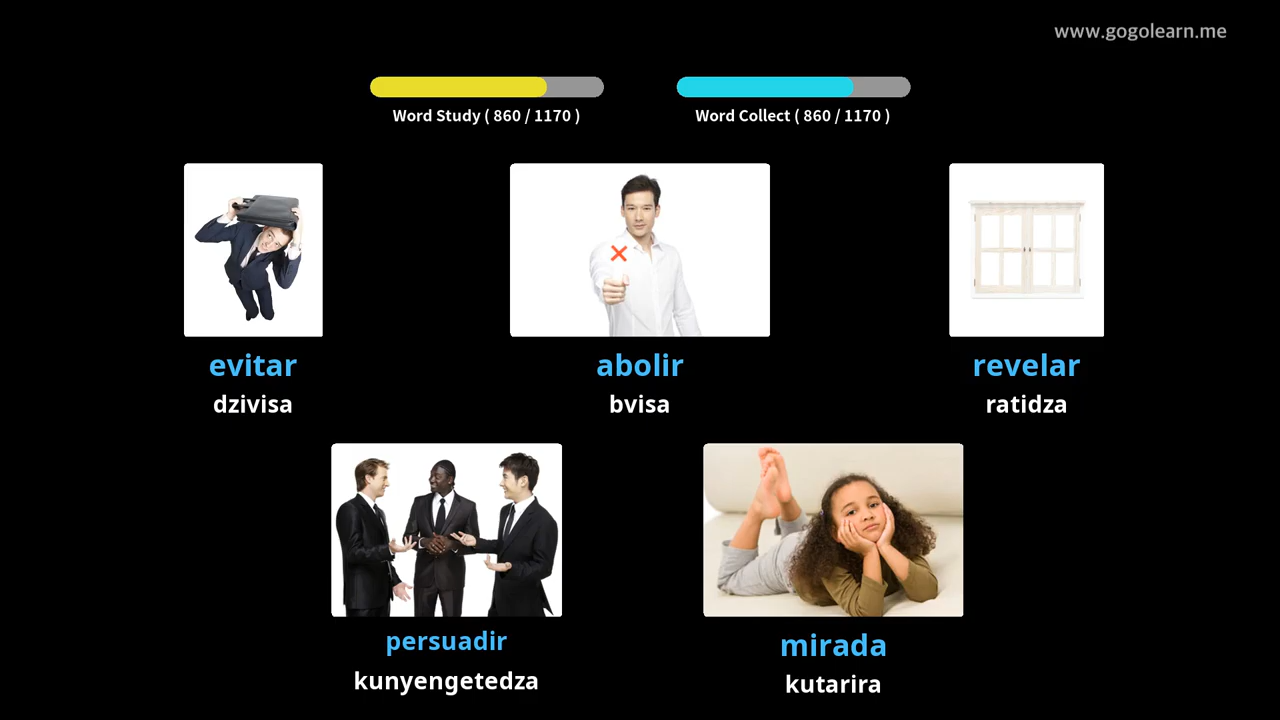 www.gogolearn.me
Word Study ( 860 / 1170 )
Word Collect ( 860 / 1170 )
evitar
dzivisa
abolir
bvisa
revelar
ratidza
persuadir
kunyengetedza
mirada
kutarira